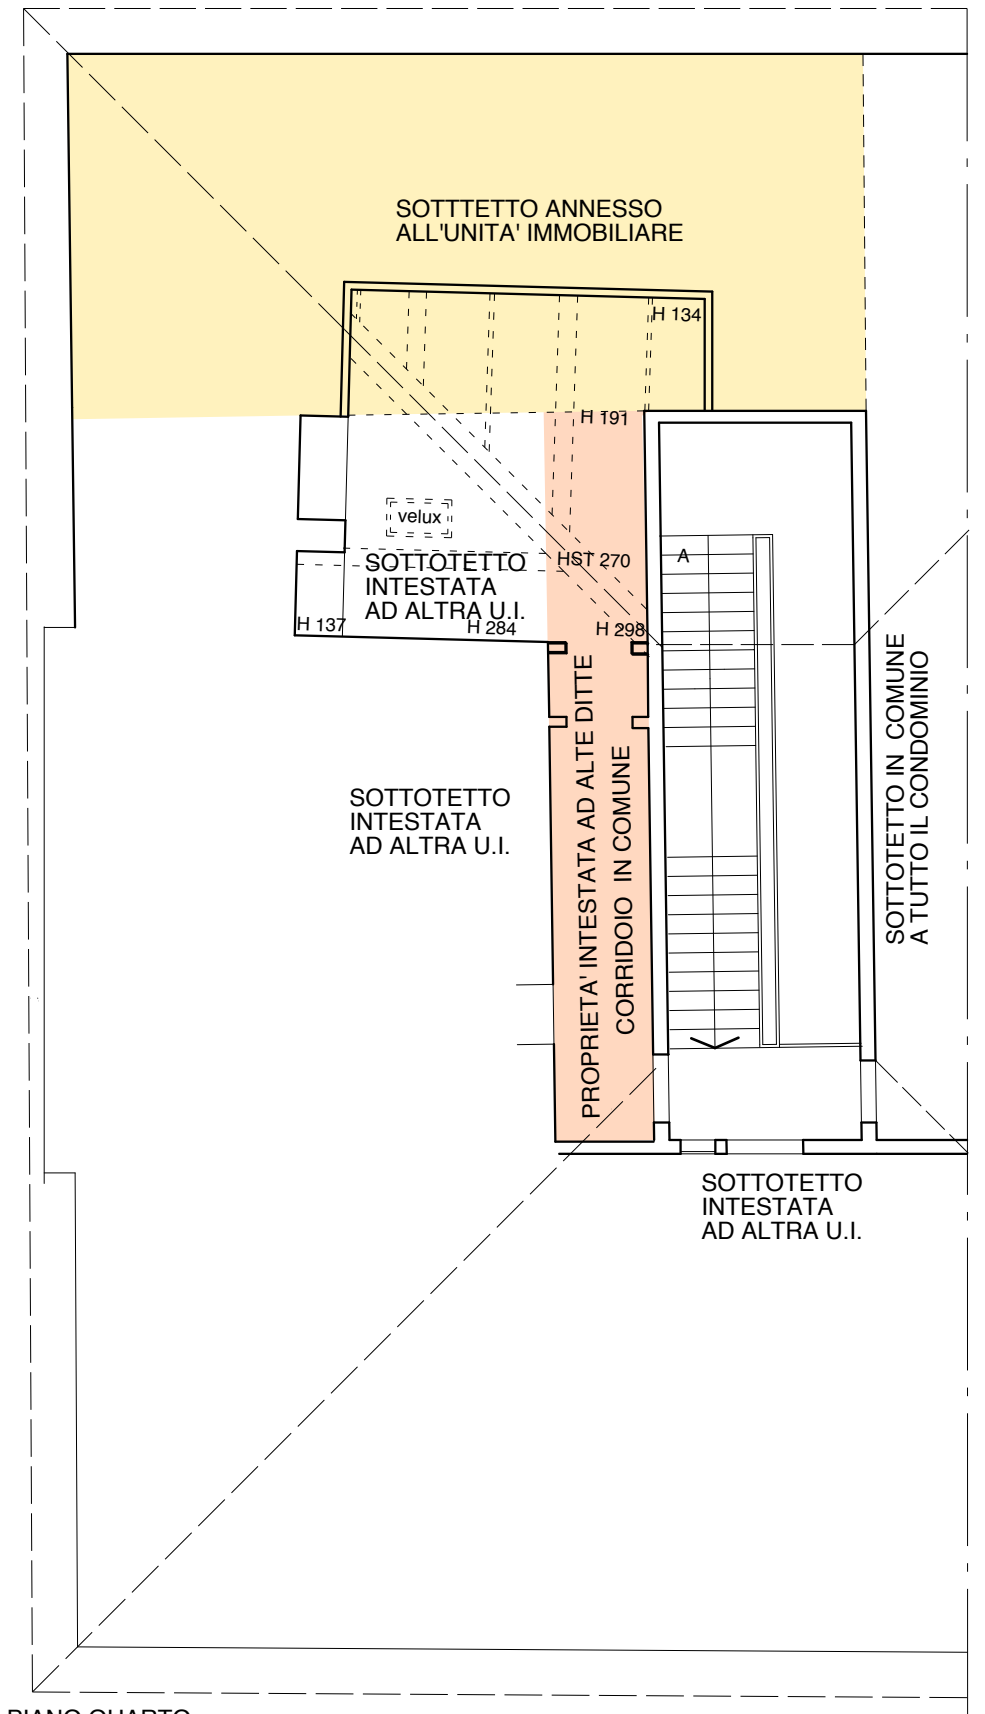 SOTTTETTO ANNESSO
ALL'UNITA' IMMOBILIARE
H 134
H 191
velux
HST 270
A
SOTTOTETTO
INTESTATA
AD ALTRA U.I.
H 137
H 284
H 298
PROPRIETA' INTESTATA AD ALTE DITTE
CORRIDOIO IN COMUNE
SOTTOTETTO IN COMUNE
A TUTTO IL CONDOMINIO
SOTTOTETTO
INTESTATA
AD ALTRA U.I.
SOTTOTETTO
INTESTATA
AD ALTRA U.I.
PIANO QUARTO